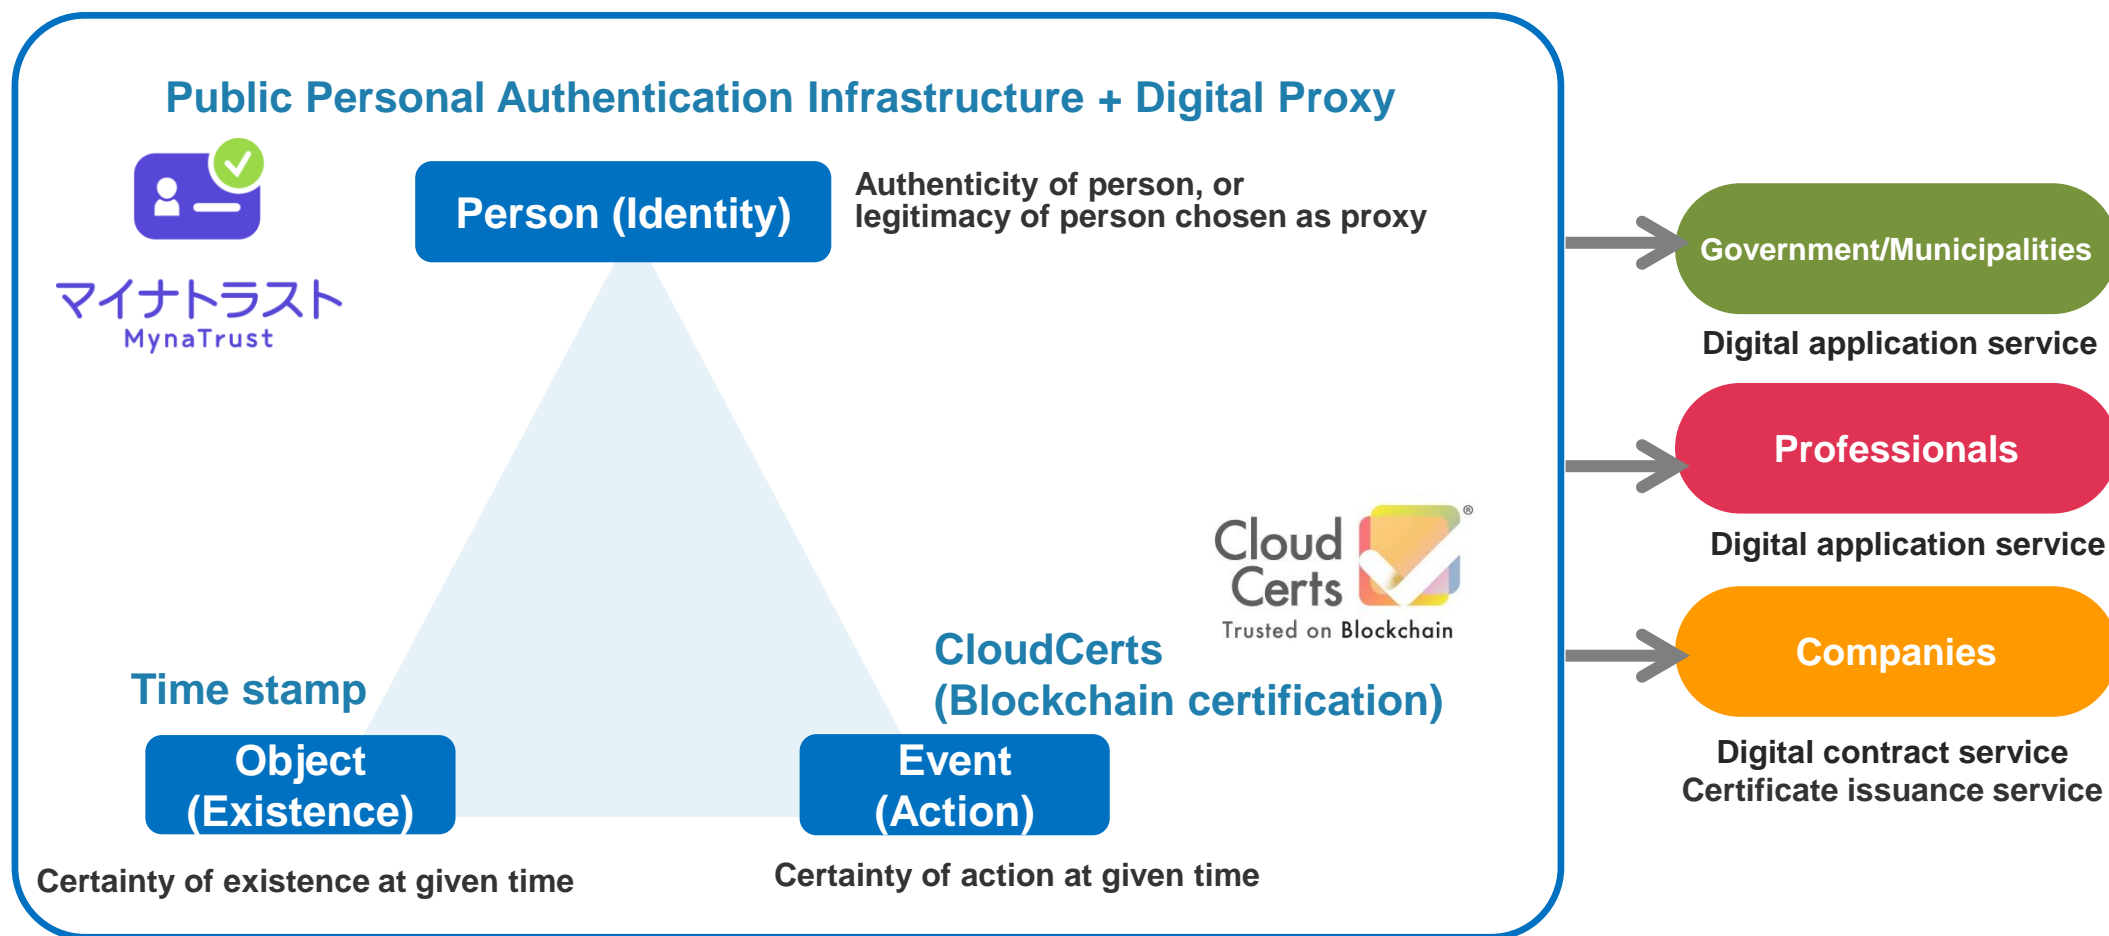 Public Personal Authentication Infrastructure + Digital Proxy
マイナトラスト
MynaTrust
Person (Identity)
Authenticity of person, or
legitimacy of person chosen as proxy
Cloud
Certs
®
Trusted on Blockchain
Time stamp
Object
(Existence)
Certainty of existence at given time
CloudCerts
(Blockchain certification)
Event
(Action)
Certainty of action at given time
Government/Municipalities
Digital application service
Professionals
Digital application service
Companies
Digital contract service
Certificate issuance service